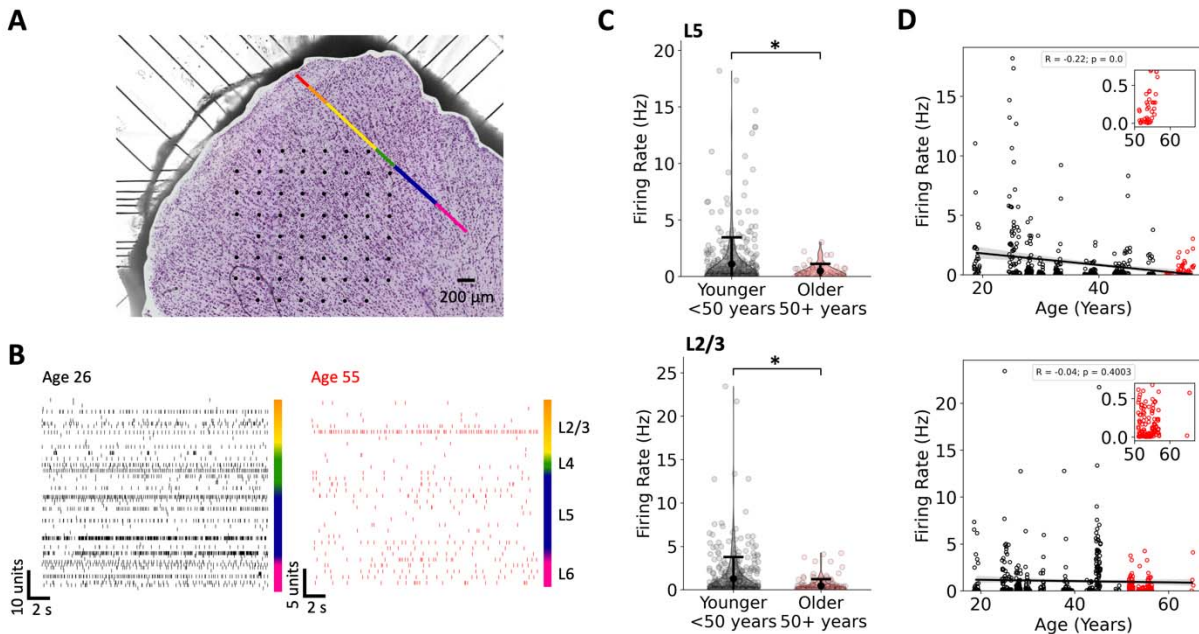 A
200 µm
B
Age 26
Age 55
L2/3
L4
L5
L6
10 units
2 s
5 units
2 s
C
L5
*
20
15
10
5
0
Firing Rate (Hz)
Younger
<50 years
Older
50+ years
L2/3
*
25
20
15
10
5
0
Firing Rate (Hz)
Younger
<50 years
Older
50+ years
D
R = -0.22; p = 0.0
0.5
0.0
50 60
20
15
10
5
0
Firing Rate (Hz)
20 40
Age (Years)
R = -0.04; p = 0.4003
0.5
0.0
50 60
25
20
15
10
5
0
Firing Rate (Hz)
20 40 60
Age (Years)